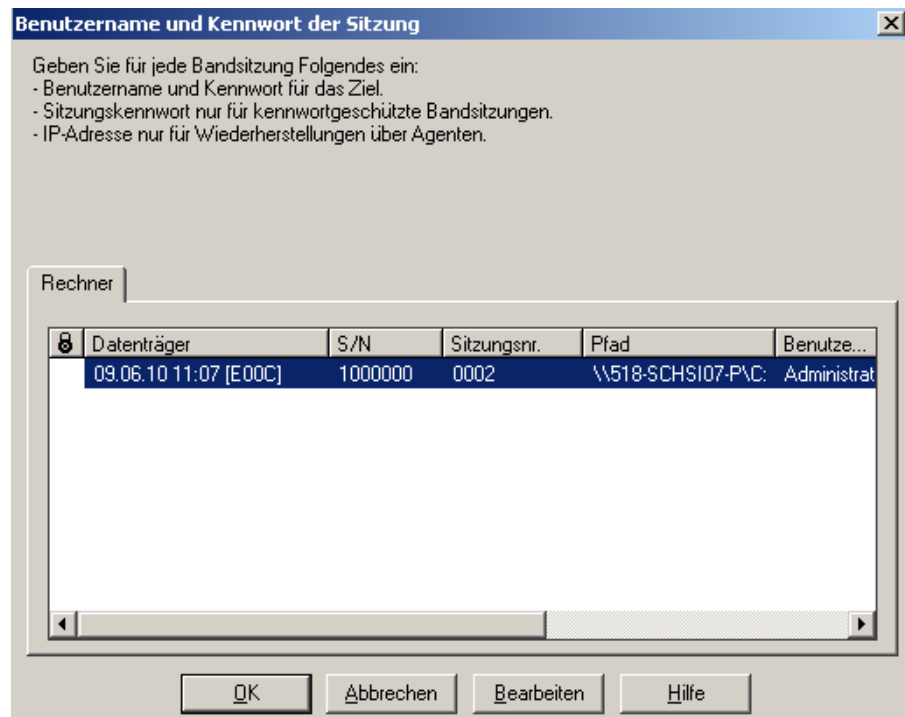 Benutzername und Kennwort der Sitzung
Geben Sie für jede Bandsitzung Folgendes ein:
- Benutzername und Kennwort für das Ziel.
- Sitzungskennwort nur für kennwortgeschützte Bandsitzungen.
- IP-Adresse nur für Wiederherstellungen über Agenten.
Rechner
Datenträger S/N Sitzungsnr. Pfad Benutze...
09.06.10 11:07 [E00C] 1000000 0002 \\518-SCHSI07-P\C: Administrat
OK Abbrechen Bearbeiten Hilfe